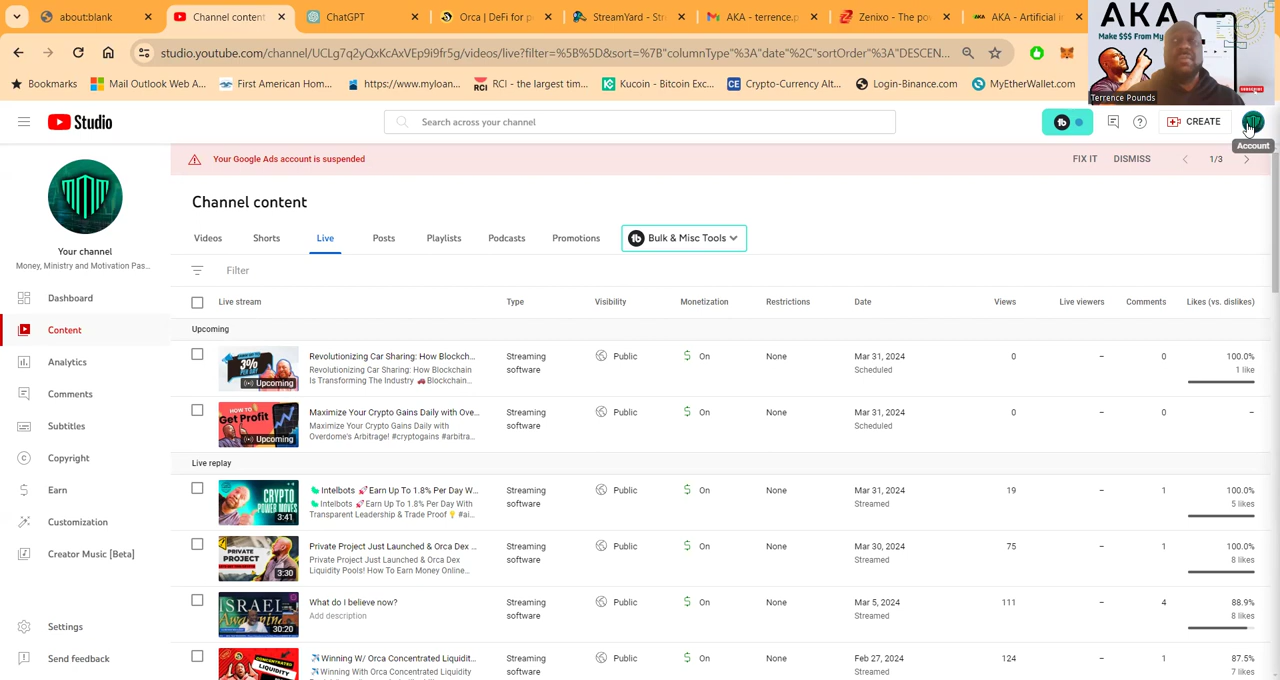 about:blank
Channel content
ChatGPT
Orca | DeFi for p
StreamYard - Str
AKA - terrence.p
Zenixo - The po
AKA - Artificial i
studio.youtube.com/channel/UCLg7q2yQxKcAxVEp9i9fr5g/videos/live?filter=%5B%5D&sort=%7B"columnType"%3A"date"%2C"sortOrder"%3A"DESCEN...
AKA
Make $$$ From My
Terrence Pounds
Bookmarks
Mail Outlook Web A...
First American Hom...
https://www.myloan...
RCI - the largest tim...
Kucoin - Bitcoin Exc...
Crypto-Currency Alt...
Login-Binance.com
MyEtherWallet.com
Studio
Search across your channel
CREATE
Account
Your Google Ads account is suspended
FIX IT
DISMISS
1/3
Your channel
Money, Ministry and Motivation Pas...
Dashboard
Content
Analytics
Comments
Subtitles
Copyright
Earn
Customization
Creator Music [Beta]
Settings
Send feedback
Channel content
Videos
Shorts
Live
Posts
Playlists
Podcasts
Promotions
Bulk & Misc Tools
Filter
Live stream Type Visibility Monetization Restrictions Date Views Live viewers Comments Likes (vs. dislikes)
Upcoming
3%
Upcoming
Revolutionizing Car Sharing: How Blockch... Streaming Public On None Mar 31, 2024 0 – 0 100.0%
Revolutionizing Car Sharing: How Blockchain software Scheduled 1 like
Is Transforming The Industry 🚗 Blockchain...
HOW TO
Get Profit
Upcoming
Maximize Your Crypto Gains Daily with Ove... Streaming Public On None Mar 31, 2024 0 – 0 –
Maximize Your Crypto Gains Daily with software Scheduled
Overdome's Arbitrage! #cryptogains #arbitra...
Live replay
CRYPTO
POWER MOVES
3:41
Intelbots 🚀Earn Up To 1.8% Per Day W... Streaming Public On None Mar 31, 2024 19 – 1 100.0%
Intelbots 🚀Earn Up To 1.8% Per Day With software Streamed 5 likes
Transparent Leadership & Trade Proof💡 #ai...
PRIVATE
PROJECT
3:30
Private Project Just Launched & Orca Dex ... Streaming Public On None Mar 30, 2024 75 – 1 100.0%
Private Project Just Launched & Orca Dex software Streamed 8 likes
Liquidity Pools! How To Earn Money Online...
ISRAEL
Awakening
30:20
What do I believe now? Streaming Public On None Mar 5, 2024 111 – 4 88.9%
Add description software Streamed 8 likes
CONCENTRATED
LIQUIDITY
✈️Winning W/ Orca Concentrated Liquidit... Streaming Public On None Feb 27, 2024 124 – 1 87.5%
✈️Winning With Orca Concentrated software Streamed 7 likes